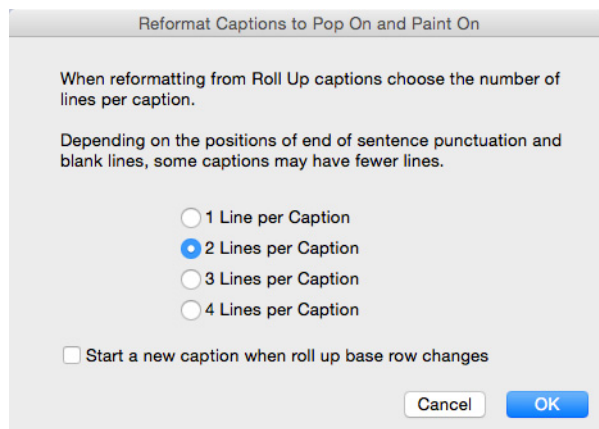 Reformat Captions to Pop On and Paint On
When reformatting from Roll Up captions choose the number of
lines per caption.
Depending on the positions of end of sentence punctuation and
blank lines, some captions may have fewer lines.
1 Line per Caption
2 Lines per Caption
3 Lines per Caption
4 Lines per Caption
Start a new caption when roll up base row changes
Cancel OK